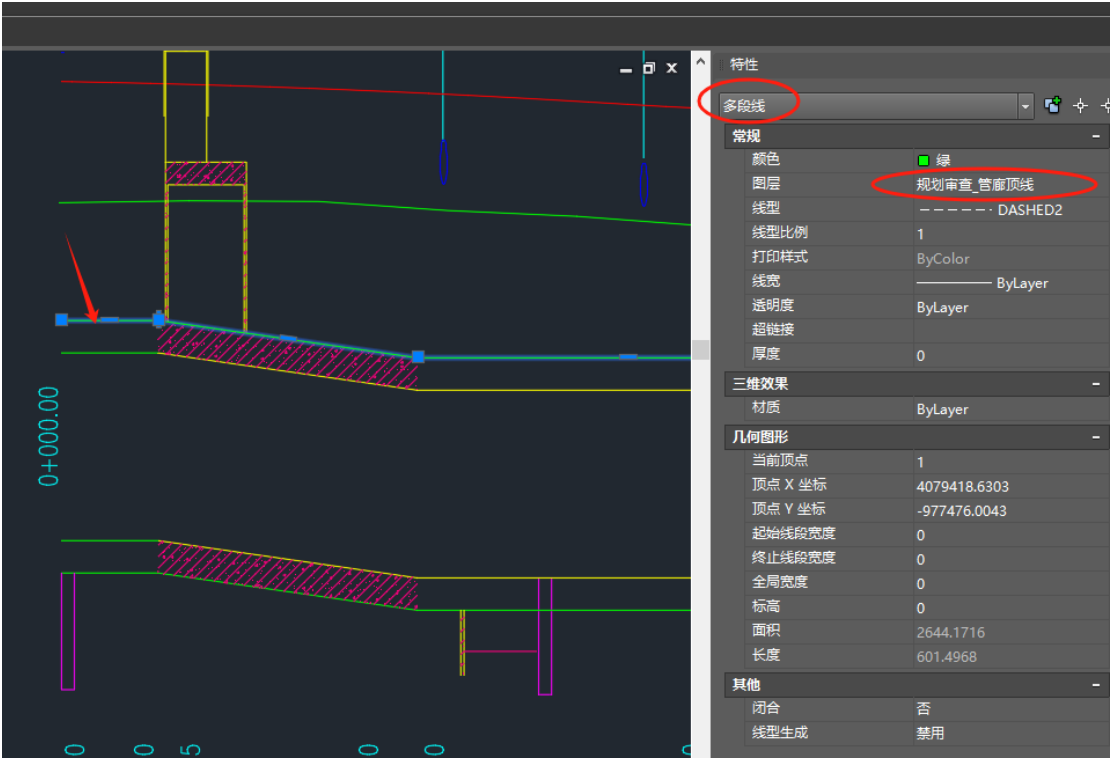 特性
多段线
常规
颜色 绿
图层 规划审查_管廊顶线
线型 DASHED2
线型比例 1
打印样式 ByColor
线宽 ByLayer
透明度 ByLayer
超链接
厚度 0
三维效果
材质 ByLayer
几何图形
当前顶点 1
顶点 X 坐标 4079418.6303
顶点 Y 坐标 -977476.0043
起始线段宽度 0
终止线段宽度 0
全局宽度 0
标高 0
面积 2644.1716
长度 601.4968
其他
闭合 否
线型生成 禁用
0+000.00
0 0 5 0 0